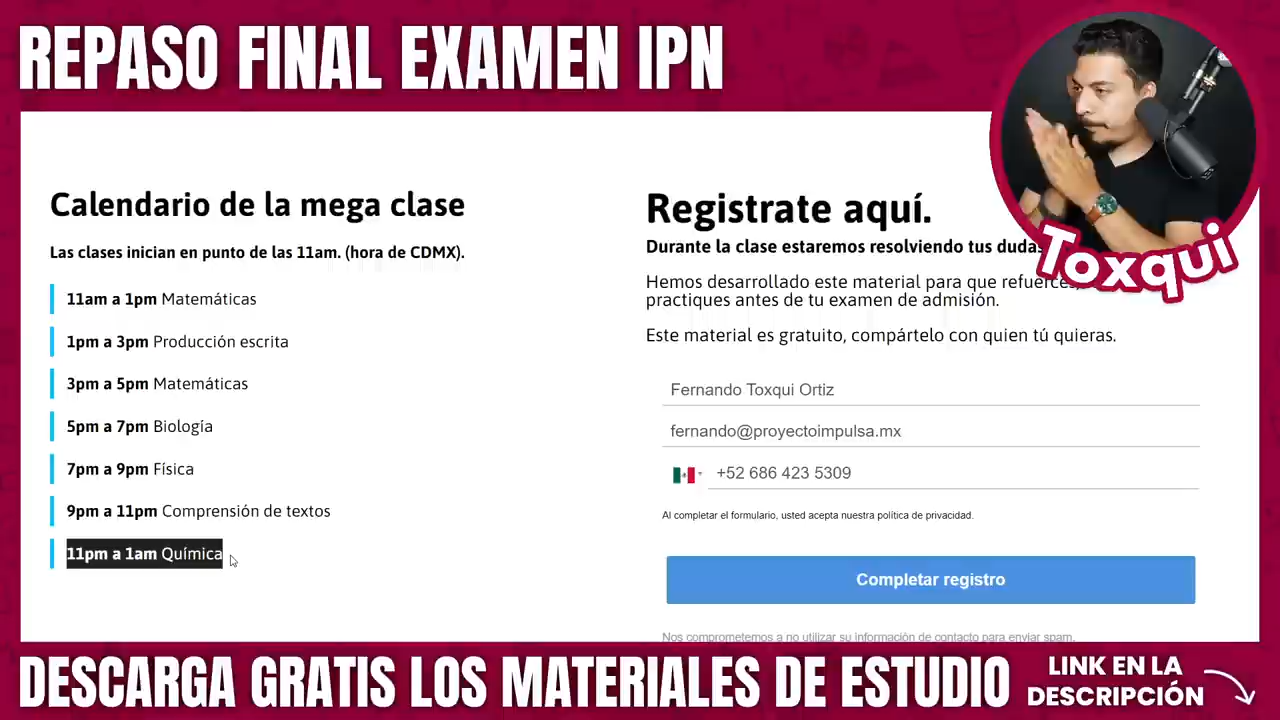 REPASO FINAL EXAMEN IPN
Toxqui
Calendario de la mega clase
Las clases inician en punto de las 11am. (hora de CDMX).
11am a 1pm Matemáticas
1pm a 3pm Producción escrita
3pm a 5pm Matemáticas
5pm a 7pm Biología
7pm a 9pm Física
9pm a 11pm Comprensión de textos
11pm a 1am Química
Registrate aquí.
Durante la clase estaremos resolviendo tus dudas
Hemos desarrollado este material para que refuerces,
practiques antes de tu examen de admisión.
Este material es gratuito, compártelo con quien tú quieras.
Fernando Toxqui Ortiz
fernando@proyectoimpulsa.mx
+52 686 423 5309
Al completar el formulario, usted acepta nuestra política de privacidad.
Completar registro
Nos comprometemos a no utilizar su información de contacto para enviar spam.
DESCARGA GRATIS LOS MATERIALES DE ESTUDIO
LINK EN LA
DESCRIPCIÓN